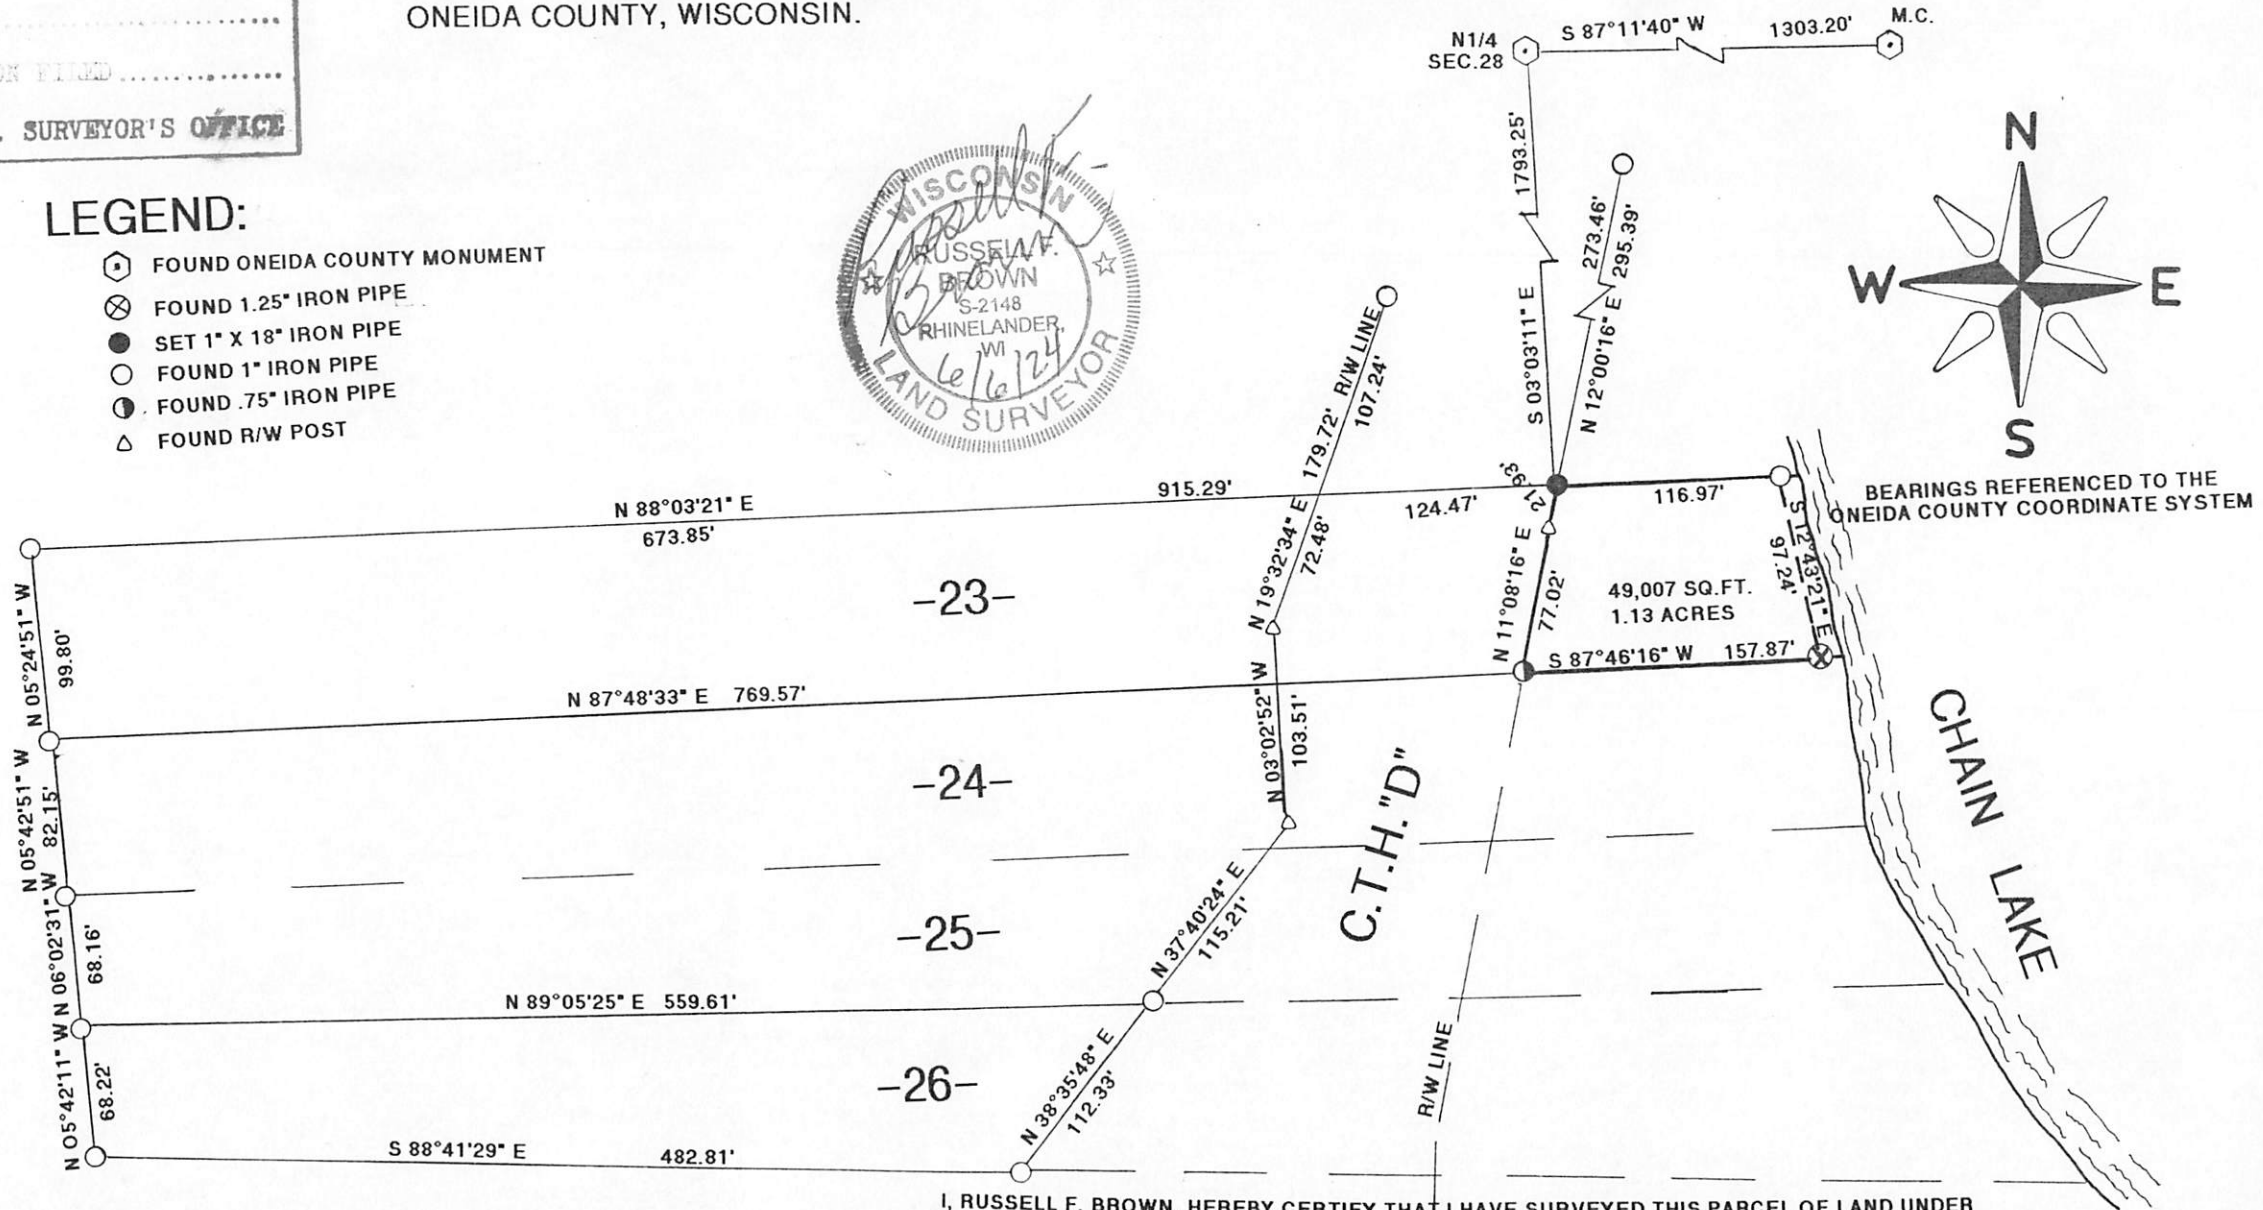 ONEIDA COUNTY, WISCONSIN.
ON FILED
. SURVEYOR'S OFFICE
LEGEND:
FOUND ONEIDA COUNTY MONUMENT
FOUND 1.25" IRON PIPE
SET 1" X 18" IRON PIPE
FOUND 1" IRON PIPE
FOUND .75" IRON PIPE
FOUND R/W POST
WISCONSIN
RUSSELL F.
BROWN
S-2148
RHINELANDER,
WI
6/6/24
LAND SURVEYOR
N1/4
SEC.28
S 87°11'40" W 1303.20'
M.C.
1793.25'
S 03°03'11" E
273.46'
295.39'
N 12°00'16" E
N
W E
S
BEARINGS REFERENCED TO THE
ONEIDA COUNTY COORDINATE SYSTEM
N 19°32'34" E 179.72' R/W LINE
107.24'
72.48'
N 88°03'21" E 915.29'
673.85'
124.47'
21.93'
116.97'
N 11°08'16" E
77.02'
S 12°43'21" E
97.24'
49,007 SQ.FT.
1.13 ACRES
S 87°46'16" W 157.87'
-23-
N 05°24'51" W
99.80'
N 87°48'33" E 769.57'
N 03°02'52" W
103.51'
-24-
N 05°42'51" W
82.15'
C.T.H."D"
CHAIN LAKE
-25-
N 37°40'24" E
115.21'
N 06°02'31" W
68.16'
N 89°05'25" E 559.61'
-26-
N 38°35'48" E
112.33'
R/W LINE
N 05°42'11" W
68.22'
S 88°41'29" E 482.81'
I, RUSSELL F. BROWN, HEREBY CERTIFY THAT I HAVE SURVEYED THIS PARCEL OF LAND UNDER